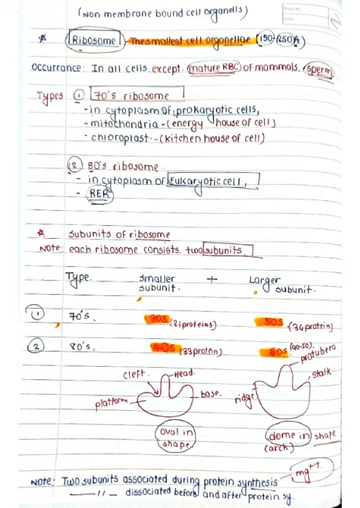 (Non membrane bound cell organells)
* Ribosome - The smallest cell organellae (150-250Å)
Occurrance: In all cells except (mature RBC) of mammals, (sperm)
Types ① 70's ribosome
- in cytoplasm of prokaryotic cells,
- mitochondria - (energy house of cell)
- chloroplast - (kitchen house of cell)
② 80's ribosome
- in cytoplasm of Eukaryotic cell,
- RER
* subunits of ribosome
Note: each ribosome consists two subunits.
Type. smaller subunit. + Larger subunit.
① 70's. 30s (21 proteins) 50s (34 protein)
② 80's. 40s (33 protein) 60s (40-50).
protubera
cleft. Head. stalk
platform base. ridge
oval in shape
dome in shape
(arch)
mg++.
Note: Two subunits associated during protein synthesis
—〃— dissociated before and after protein sy.